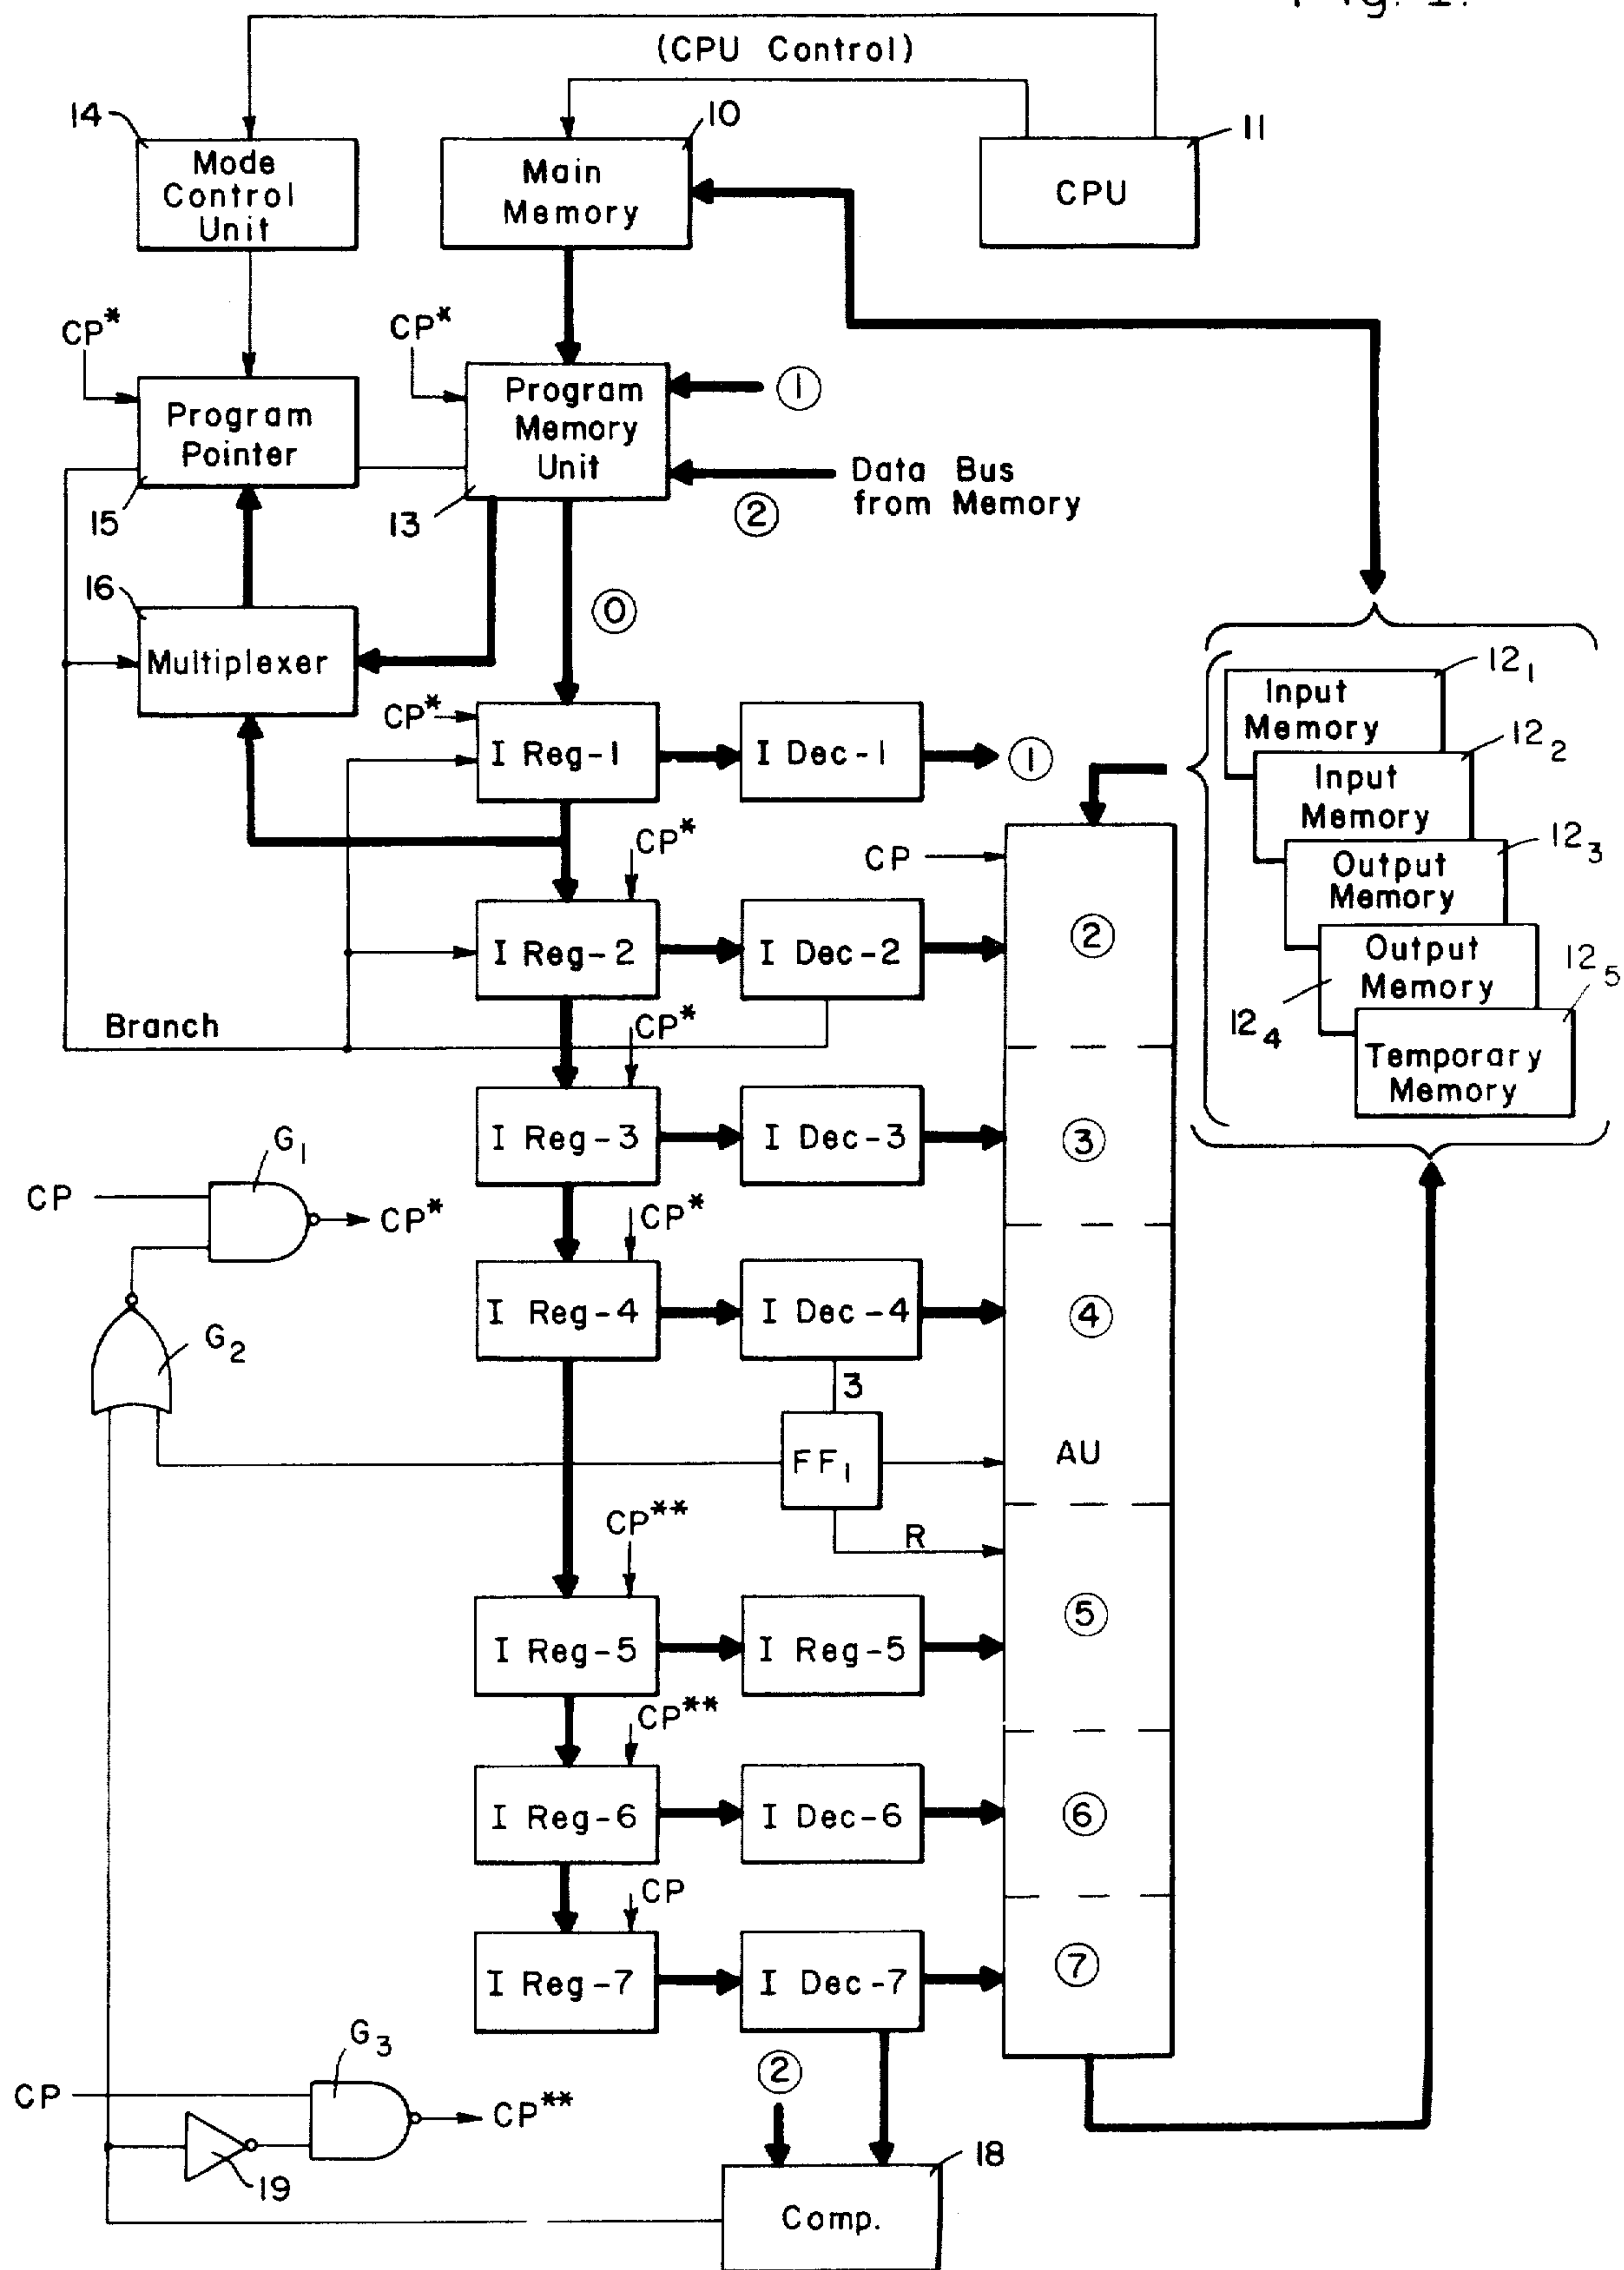 Fig. 1.
(CPU Control)
14
10
11
Mode
Control
Unit
Main
Memory
CPU
CP*
CP*
Program
Pointer
Program
Memory
Unit
①
Data Bus
from Memory
②
15
13
16
⓪
Multiplexer
12₁
Input
Memory
CP*
I Reg-1
I Dec-1
①
12₂
Input
Memory
CP*
CP
12₃
Output
Memory
I Reg-2
I Dec-2
②
Output
Memory
12₅
12₄
Branch
CP*
Temporary
Memory
I Reg-3
I Dec-3
③
G₁
CP
CP*
CP*
I Reg-4
I Dec-4
④
G₂
3
FF₁
AU
CP**
R
I Reg-5
I Reg-5
⑤
CP**
I Reg-6
I Dec-6
⑥
CP
I Reg-7
I Dec-7
⑦
G₃
②
CP
CP**
19
18
Comp.